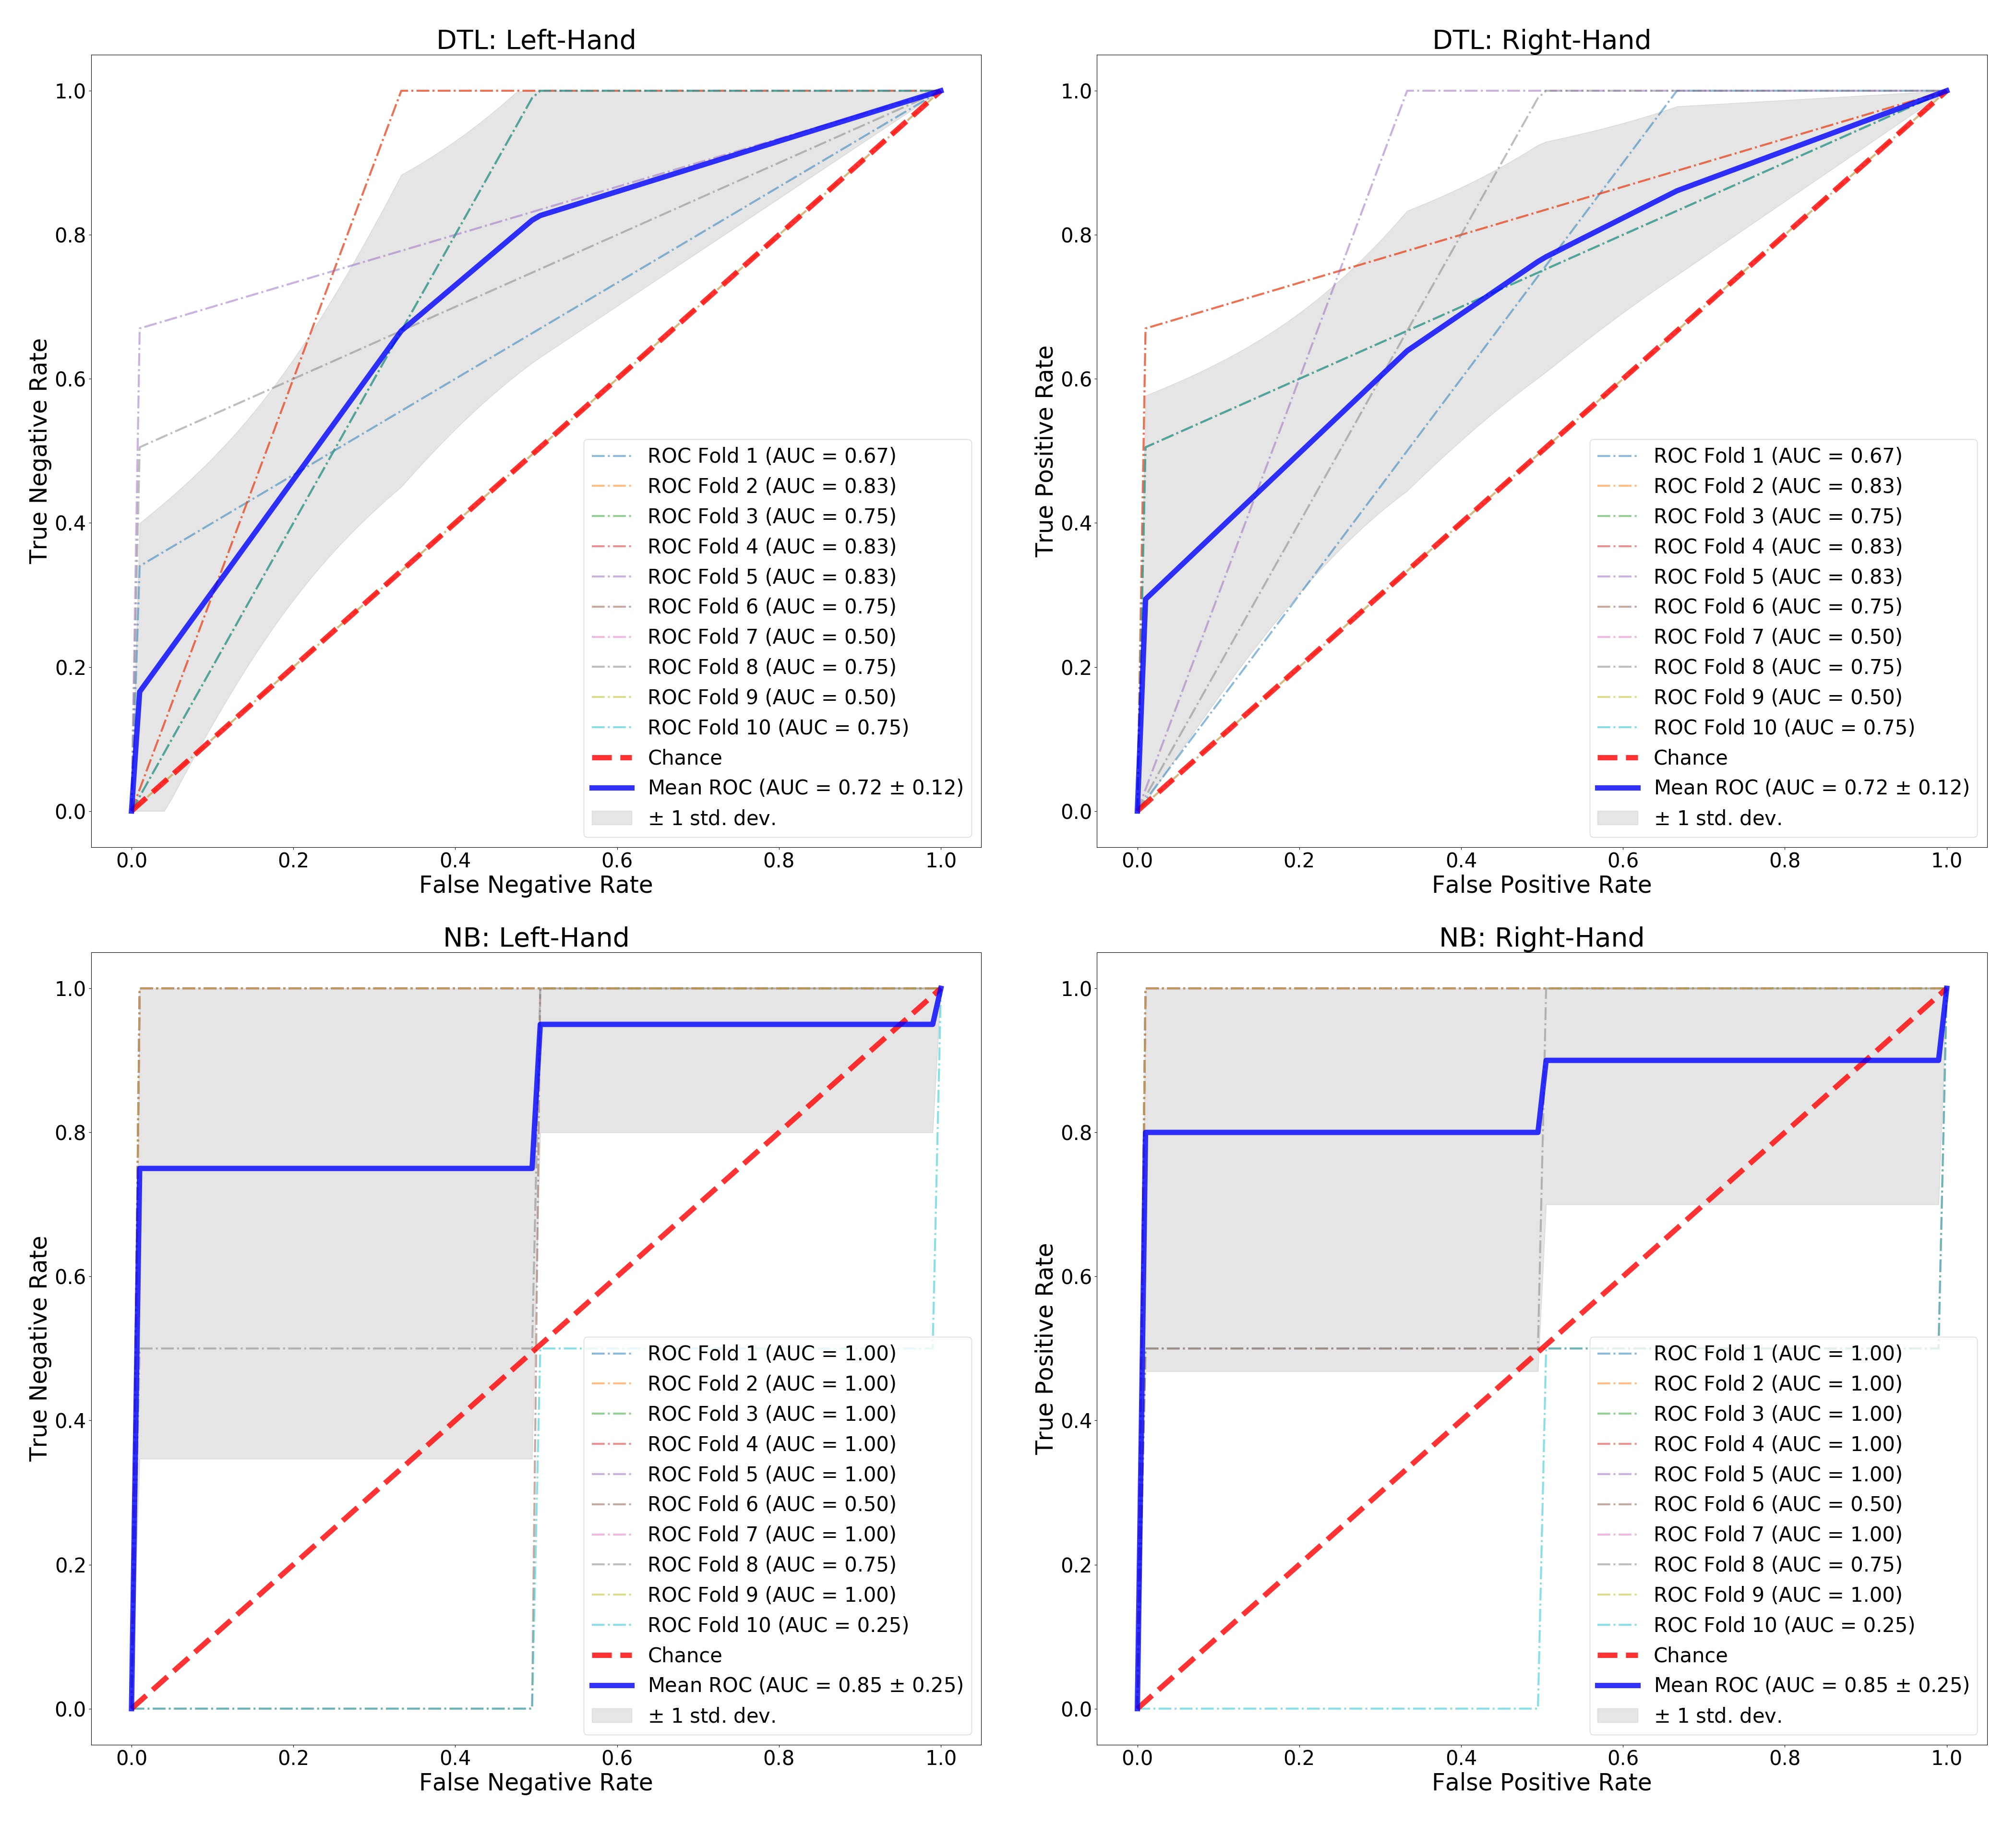 DTL: Left-Hand
1.0
0.8
0.6
0.4
0.2
0.0
True Negative Rate
ROC Fold 1 (AUC = 0.67)
ROC Fold 2 (AUC = 0.83)
ROC Fold 3 (AUC = 0.75)
ROC Fold 4 (AUC = 0.83)
ROC Fold 5 (AUC = 0.83)
ROC Fold 6 (AUC = 0.75)
ROC Fold 7 (AUC = 0.50)
ROC Fold 8 (AUC = 0.75)
ROC Fold 9 (AUC = 0.50)
ROC Fold 10 (AUC = 0.75)
Chance
Mean ROC (AUC = 0.72 ± 0.12)
± 1 std. dev.
0.0 0.2 0.4 0.6 0.8 1.0
False Negative Rate
DTL: Right-Hand
1.0
0.8
0.6
0.4
0.2
0.0
True Positive Rate
ROC Fold 1 (AUC = 0.67)
ROC Fold 2 (AUC = 0.83)
ROC Fold 3 (AUC = 0.75)
ROC Fold 4 (AUC = 0.83)
ROC Fold 5 (AUC = 0.83)
ROC Fold 6 (AUC = 0.75)
ROC Fold 7 (AUC = 0.50)
ROC Fold 8 (AUC = 0.75)
ROC Fold 9 (AUC = 0.50)
ROC Fold 10 (AUC = 0.75)
Chance
Mean ROC (AUC = 0.72 ± 0.12)
± 1 std. dev.
0.0 0.2 0.4 0.6 0.8 1.0
False Positive Rate
NB: Left-Hand
1.0
0.8
0.6
0.4
0.2
0.0
True Negative Rate
ROC Fold 1 (AUC = 1.00)
ROC Fold 2 (AUC = 1.00)
ROC Fold 3 (AUC = 1.00)
ROC Fold 4 (AUC = 1.00)
ROC Fold 5 (AUC = 1.00)
ROC Fold 6 (AUC = 0.50)
ROC Fold 7 (AUC = 1.00)
ROC Fold 8 (AUC = 0.75)
ROC Fold 9 (AUC = 1.00)
ROC Fold 10 (AUC = 0.25)
Chance
Mean ROC (AUC = 0.85 ± 0.25)
± 1 std. dev.
0.0 0.2 0.4 0.6 0.8 1.0
False Negative Rate
NB: Right-Hand
1.0
0.8
0.6
0.4
0.2
0.0
True Positive Rate
ROC Fold 1 (AUC = 1.00)
ROC Fold 2 (AUC = 1.00)
ROC Fold 3 (AUC = 1.00)
ROC Fold 4 (AUC = 1.00)
ROC Fold 5 (AUC = 1.00)
ROC Fold 6 (AUC = 0.50)
ROC Fold 7 (AUC = 1.00)
ROC Fold 8 (AUC = 0.75)
ROC Fold 9 (AUC = 1.00)
ROC Fold 10 (AUC = 0.25)
Chance
Mean ROC (AUC = 0.85 ± 0.25)
± 1 std. dev.
0.0 0.2 0.4 0.6 0.8 1.0
False Positive Rate